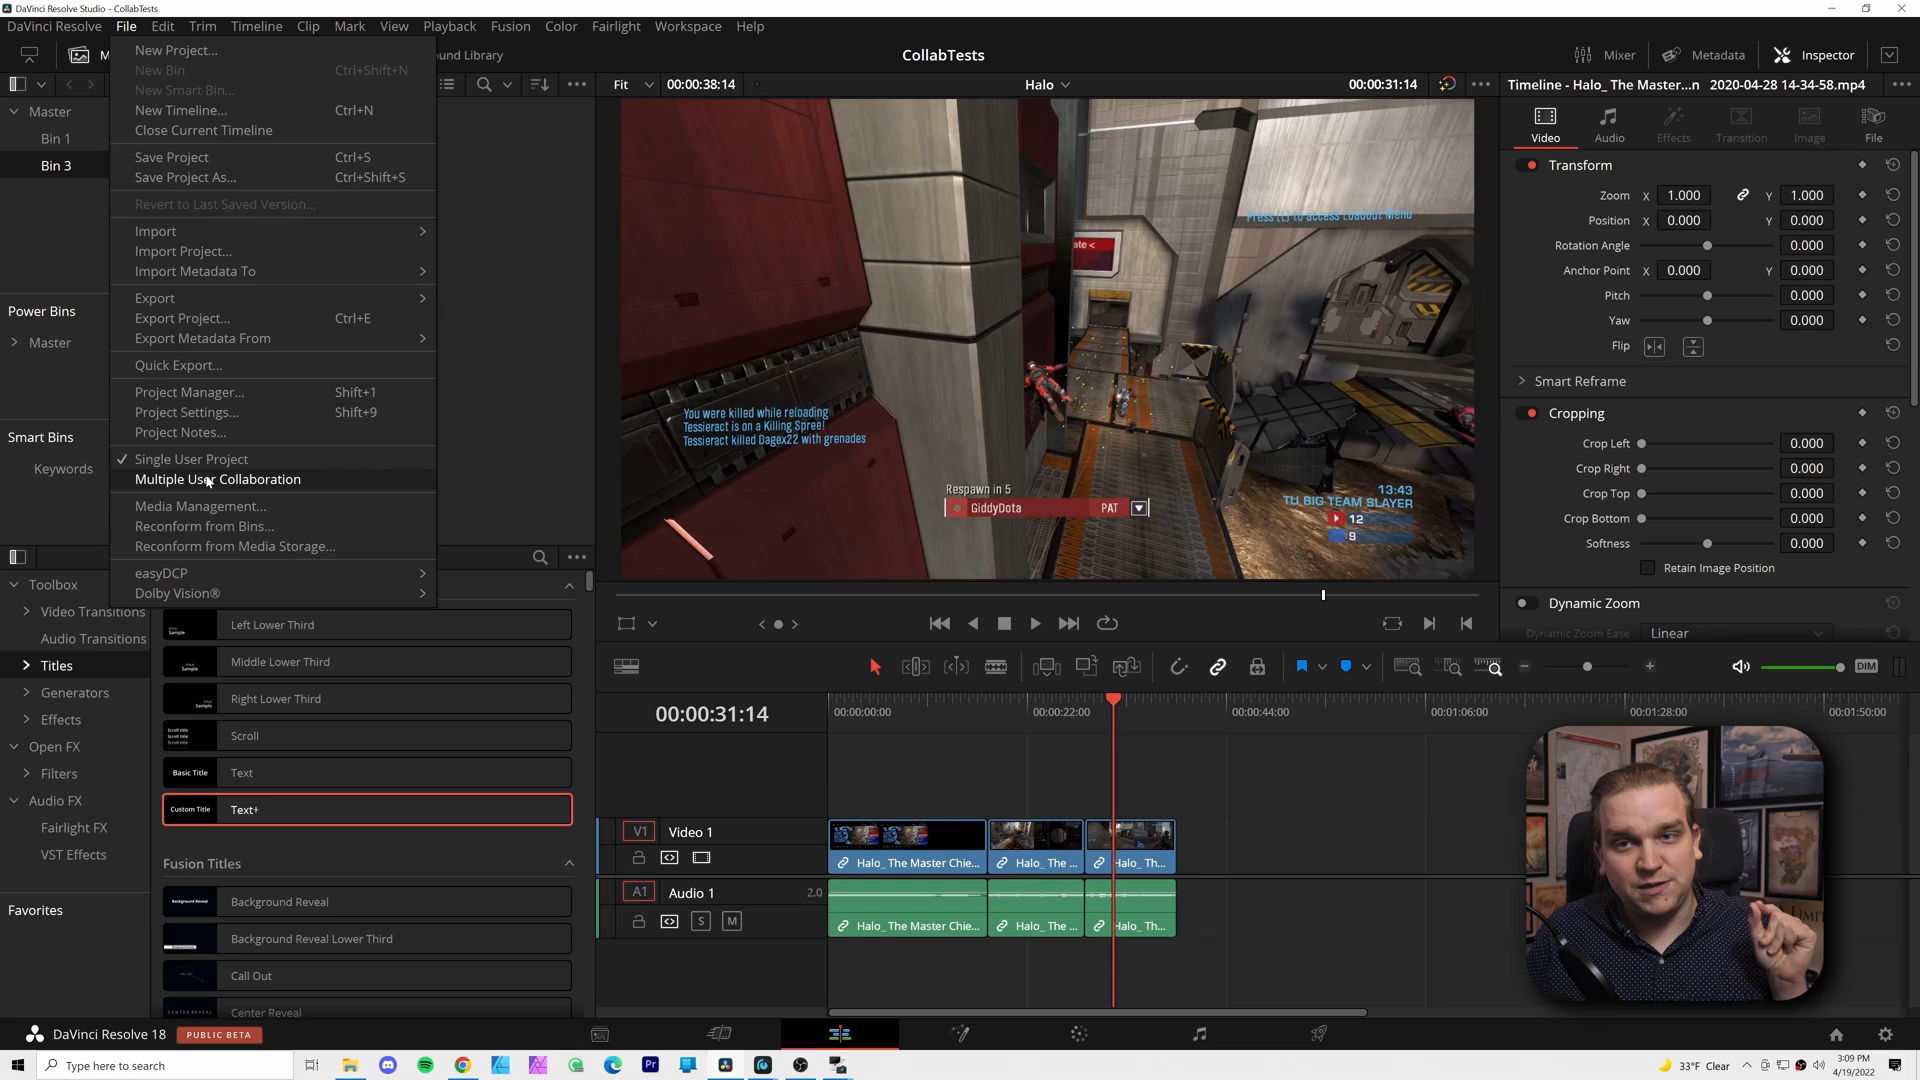 DaVinci Resolve Studio - CollabTests
DaVinci Resolve File Edit Trim Timeline Clip Mark View Playback Fusion Color Fairlight Workspace Help
M
und Library
CollabTests
Mixer Metadata Inspector
Fit 00:00:38:14 Halo 00:00:31:14
Timeline - Halo_ The Master...n 2020-04-28 14-34-58.mp4
Master
Bin 1
Bin 3
Power Bins
Master
Smart Bins
Keywords
New Project...
New Bin Ctrl+Shift+N
New Smart Bin...
New Timeline... Ctrl+N
Close Current Timeline
Save Project Ctrl+S
Save Project As... Ctrl+Shift+S
Revert to Last Saved Version...
Import
Import Project...
Import Metadata To
Export
Export Project... Ctrl+E
Export Metadata From
Quick Export...
Project Manager... Shift+1
Project Settings... Shift+9
Project Notes...
Single User Project
Multiple User Collaboration
Media Management...
Reconform from Bins...
Reconform from Media Storage...
easyDCP
Dolby Vision®
Press [L] to access Loadout Menu
ate <
You were killed while reloading
Tessieract is on a Killing Spree!
Tessieract killed Dagex22 with grenades
Respawn in 5
GiddyDota PAT
13:43
TU BIG TEAM SLAYER
12
9
Video Audio Effects Transition Image File
Transform
Zoom X 1.000 Y 1.000
Position X 0.000 Y 0.000
Rotation Angle 0.000
Anchor Point X 0.000 Y 0.000
Pitch 0.000
Yaw 0.000
Flip
Smart Reframe
Cropping
Crop Left 0.000
Crop Right 0.000
Crop Top 0.000
Crop Bottom 0.000
Softness 0.000
Retain Image Position
Dynamic Zoom
Dynamic Zoom Ease Linear
Toolbox
Video Transitions
Audio Transitions
Titles
Generators
Effects
Open FX
Filters
Audio FX
Fairlight FX
VST Effects
Favorites
Left Lower Third
Middle Lower Third
Right Lower Third
Scroll
Basic Title Text
Custom Title Text+
Fusion Titles
Background Reveal Background Reveal
Background Reveal Lower Third
Call Out
CENTER REVEAL Center Reveal
DIM
00:00:31:14
00:00:00:00 00:00:22:00 00:00:44:00 00:01:06:00 00:01:28:00 00:01:50:00
V1 Video 1
Halo_ The Master Chie... Halo_ The ... Halo_ Th...
A1 Audio 1 2.0
S M
Halo_ The Master Chie... Halo_ The ... Halo_ Th...
DaVinci Resolve 18 PUBLIC BETA
Type here to search
Pr
33°F Clear
3:09 PM
4/19/2022